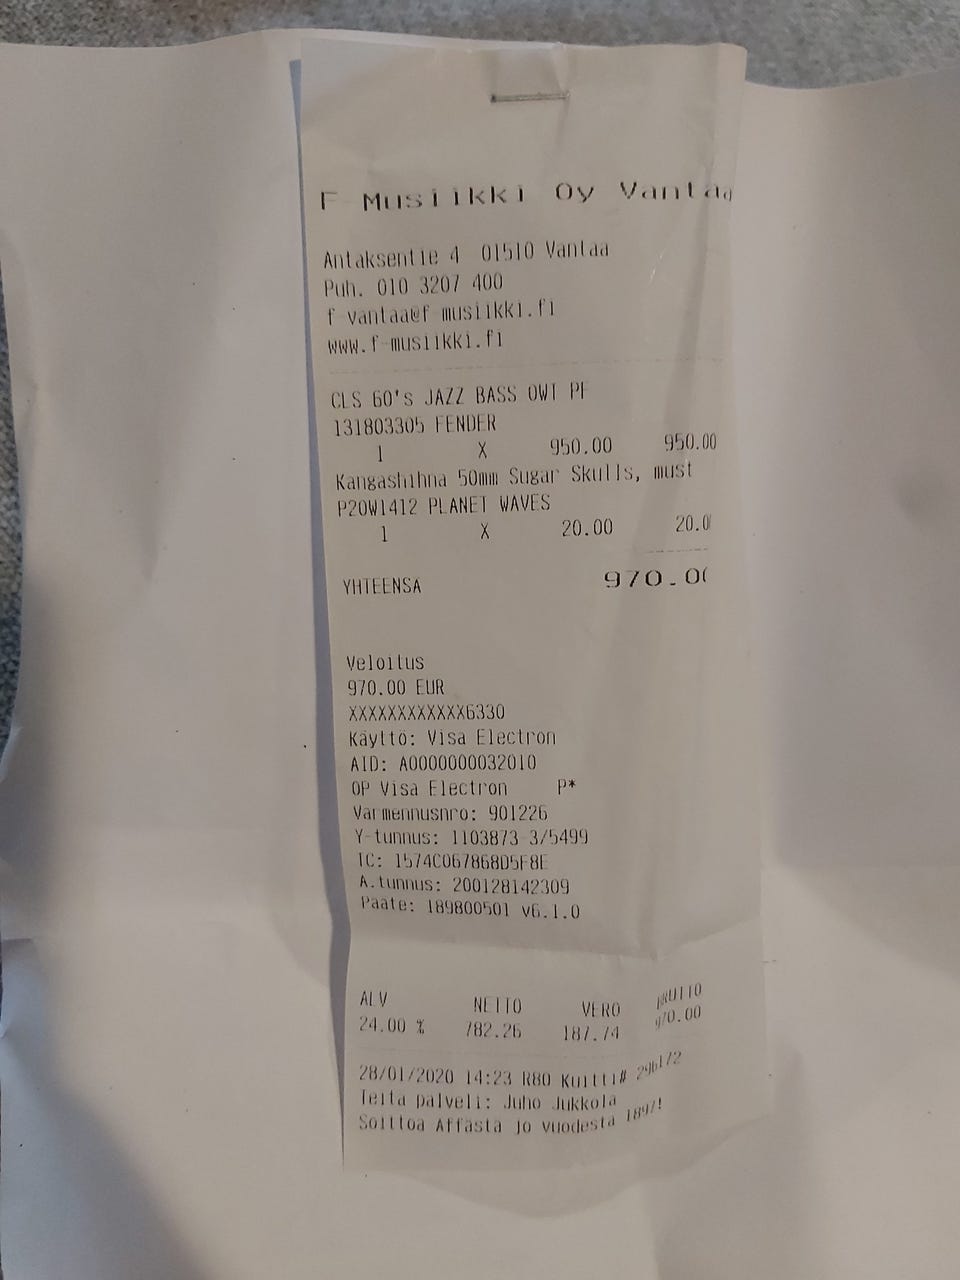 F-Musiikki Oy Vantaa
Antaksentie 4 01510 Vantaa
Puh. 010 3207 400
f-vantaa@f-musiikki.fi
www.f-musiikki.fi
CLS 60's JAZZ BASS OWT PF
131803305 FENDER
1 X 950.00 950.00
Kangashihna 50mm Sugar Skulls, must
P20W1412 PLANET WAVES
1 X 20.00 20.0
YHTEENSÄ 970.00
Veloitus
970.00 EUR
XXXXXXXXXXXX6330
Käyttö: Visa Electron
AID: A0000000032010
OP Visa Electron P*
Varmennusnro: 901226
Y-tunnus: 1103873-3/5499
TC: 1574C067868D5F8E
A.tunnus: 200128142309
Pääte: 189800501 v6.1.0
ALV NETTO VERO BRUTTO
24.00 % 782.26 187.74 970.00
28/01/2020 14:23 R80 Kuitti# 296172
Teitä palveli: Juho Jukkola
Soittoa Äffästä jo vuodesta 1897!